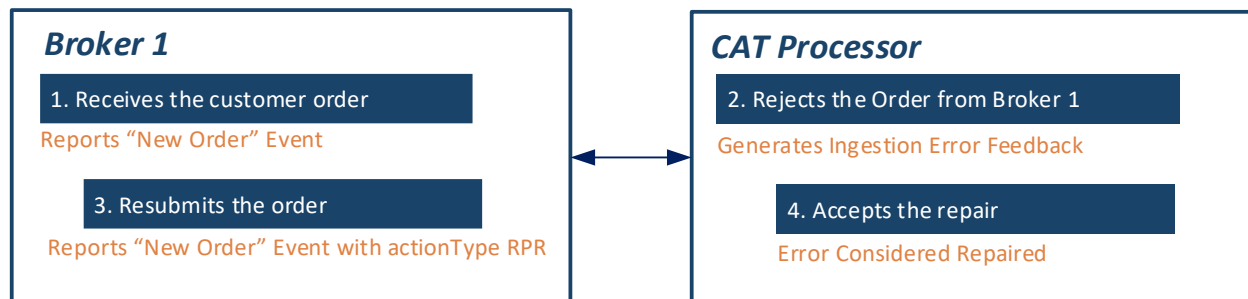 Broker 1
1. Receives the customer order
Reports “New Order” Event
3. Resubmits the order
Reports “New Order” Event with actionType RPR
CAT Processor
2. Rejects the Order from Broker 1
Generates Ingestion Error Feedback
4. Accepts the repair
Error Considered Repaired